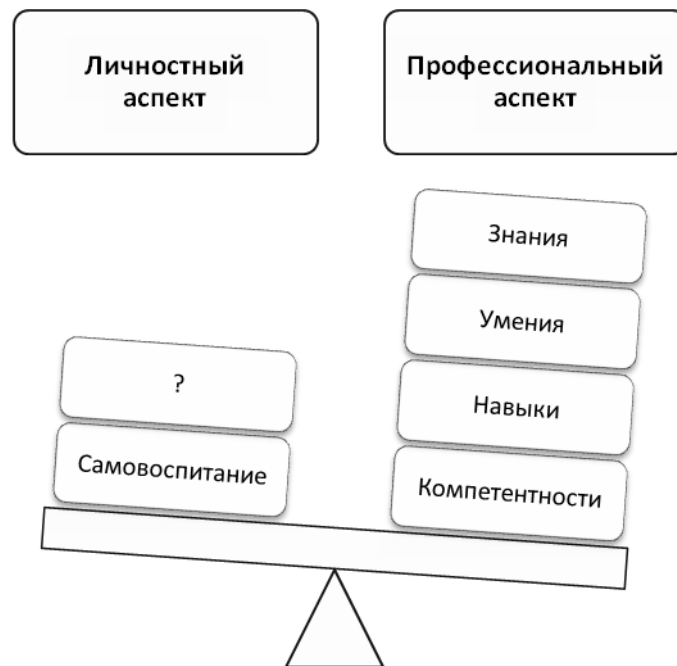 Личностный
аспект
Профессиональный
аспект
Знания
Умения
Навыки
Компетентности
?
Самовоспитание